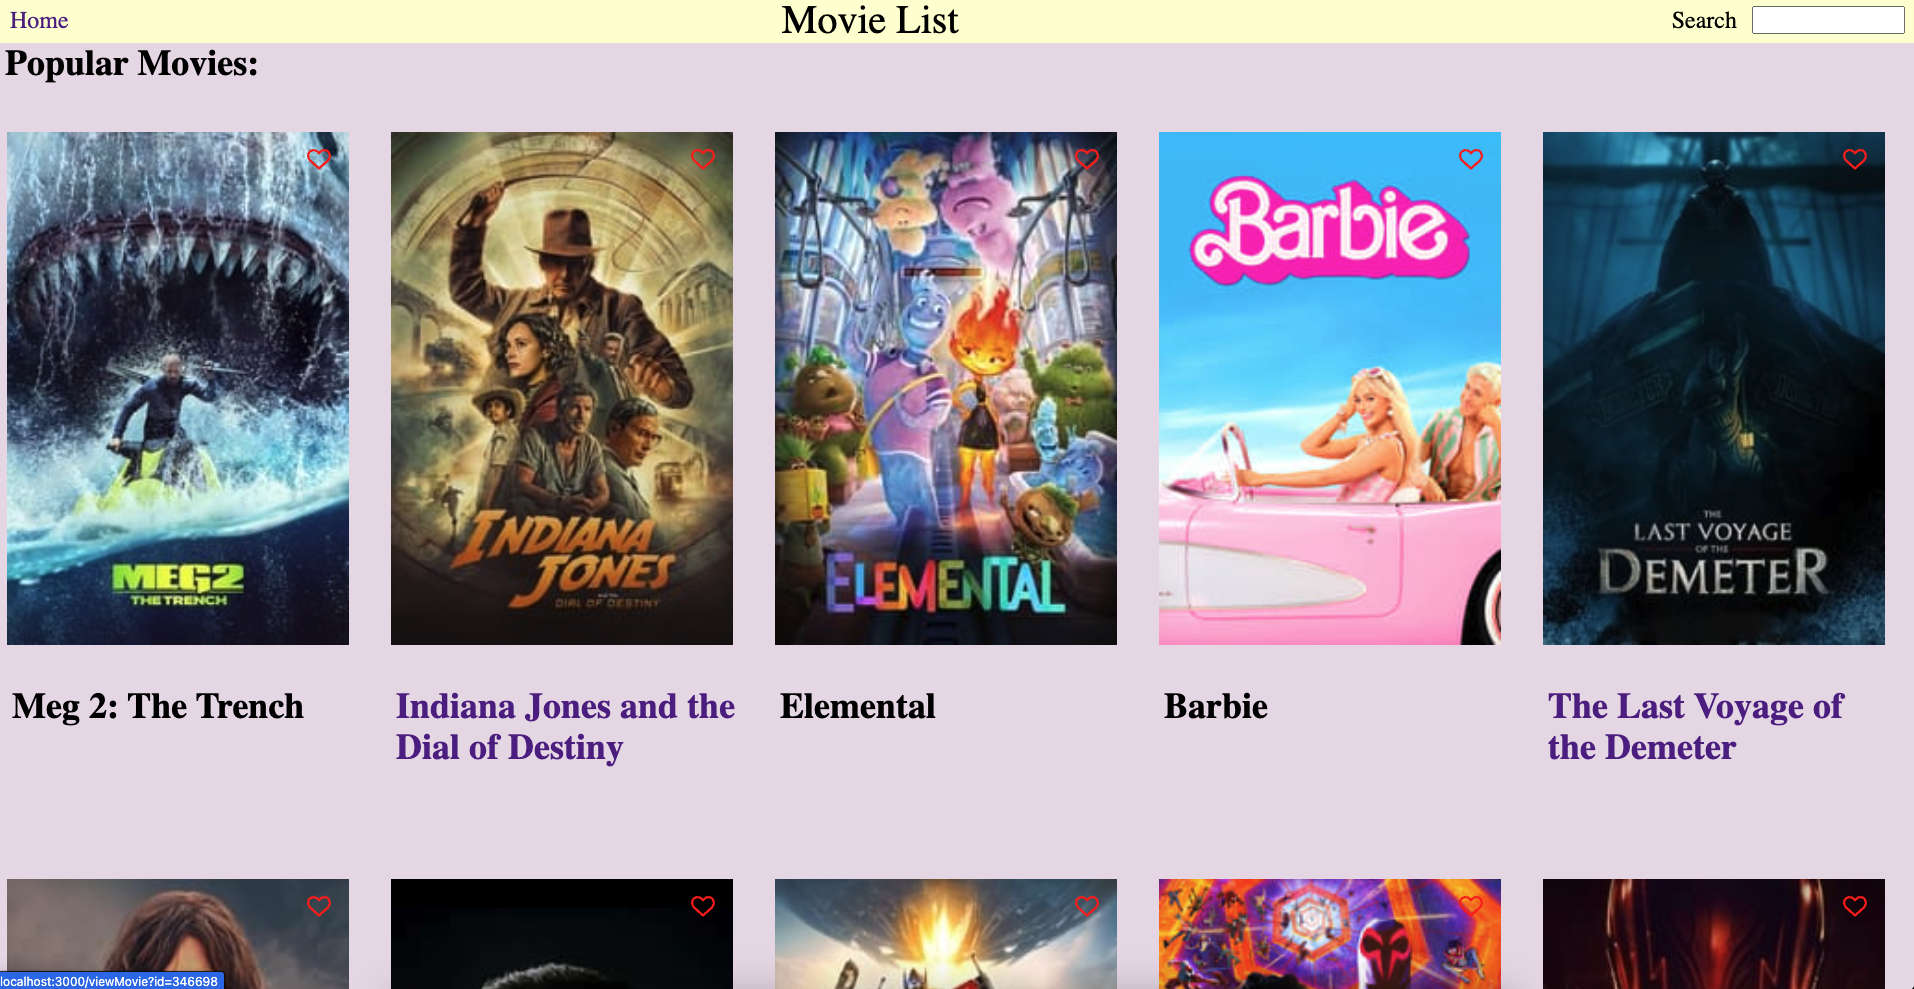 Home
Movie List
Search
Popular Movies:
Barbie
MEG2
THE TRENCH
INDIANA
JONES
AND THE
DIAL OF DESTINY
ELEMENTAL
THE
LAST VOYAGE
OF THE
DEMETER
Meg 2: The Trench
Indiana Jones and the
Dial of Destiny
Elemental
Barbie
The Last Voyage of
the Demeter
localhost:3000/viewMovie?id=346698